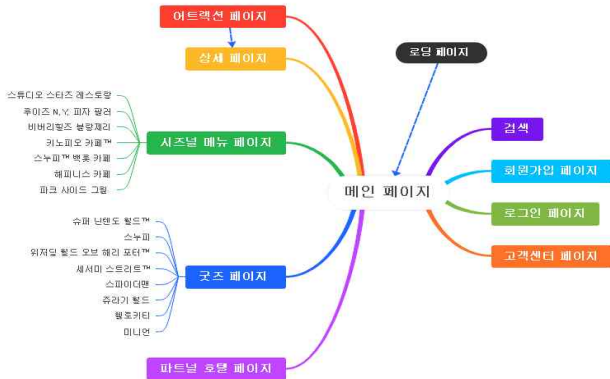 어트랙션 페이지
상세 페이지
로딩 페이지
스튜디오 스타즈 레스토랑
루이즈 N.Y. 피자 팔러
비버리힐즈 블랑제리
키노피오 카페™
스누피™ 백롯 카페
해피니스 카페
파크 사이드 그릴
시즈널 메뉴 페이지
메인 페이지
검색
회원가입 페이지
로그인 페이지
고객센터 페이지
슈퍼 닌텐도 월드™
스누피
위저딩 월드 오브 해리 포터™
세서미 스트리트™
스파이더맨
쥬라기 월드
헬로키티
미니언
굿즈 페이지
파트널 호텔 페이지